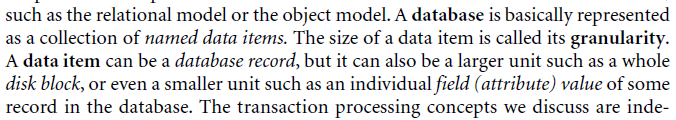 such as the relational model or the object model. A database is basically represented
as a collection of named data items. The size of a data item is called its granularity.
A data item can be a database record, but it can also be a larger unit such as a whole
disk block, or even a smaller unit such as an individual field (attribute) value of some
record in the database. The transaction processing concepts we discuss are inde-